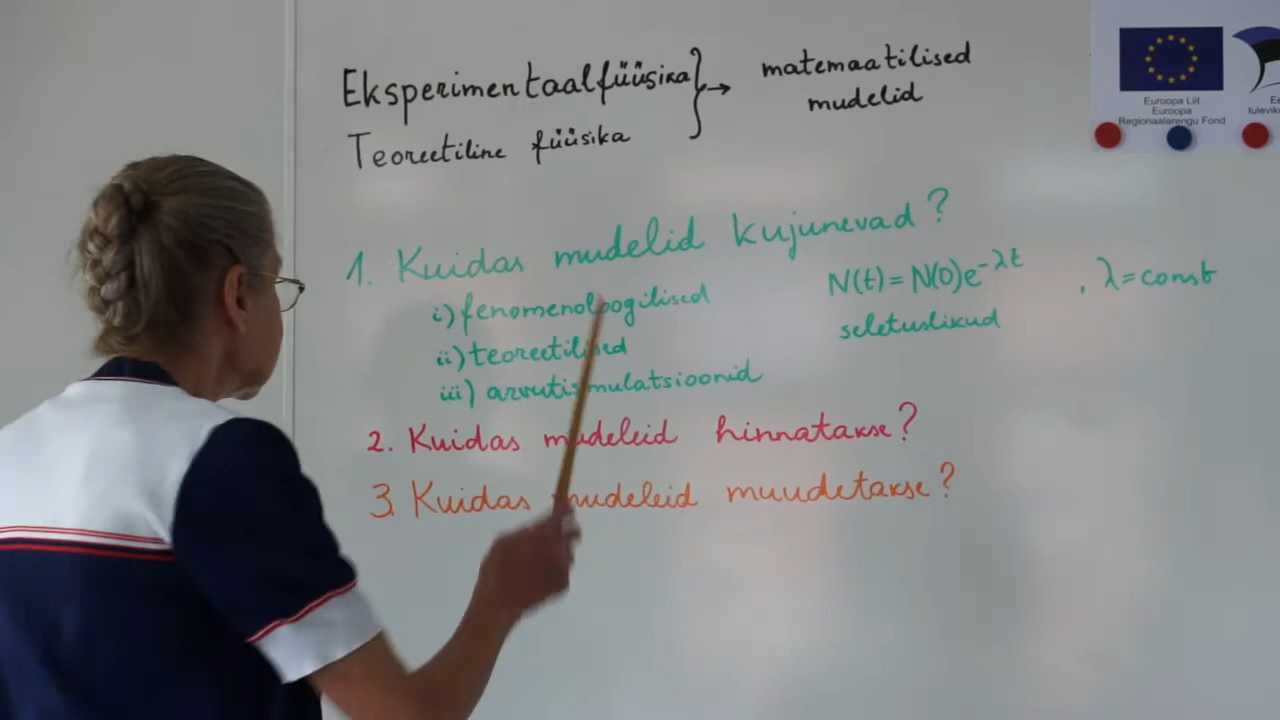 Eksperimentaalfüüsika } → matemaatilised
mudelid
Teoreetiline füüsika
1. Kuidas mudelid kujunevad?
i) fenomenoloogilised
N(t) = N(0)e^-λt , λ = const
seletuslikud
ii) teoreetilised
iii) arvutisimulatsioonid
2. Kuidas mudeleid hinnatakse?
3. Kuidas mudeleid muudetakse?
Euroopa Liit
Euroopa
Regionaalarengu Fond